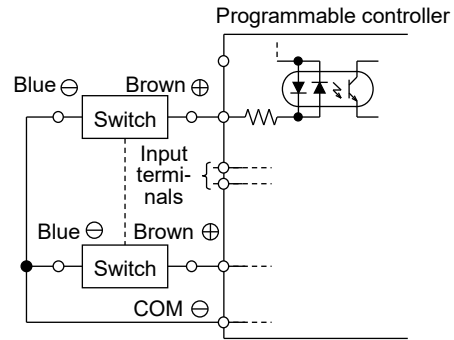 Programmable controller
Blue ⊖ Brown ⊕
Switch
Input
termi-
nals
Blue ⊖ Brown ⊕
Switch
COM ⊖